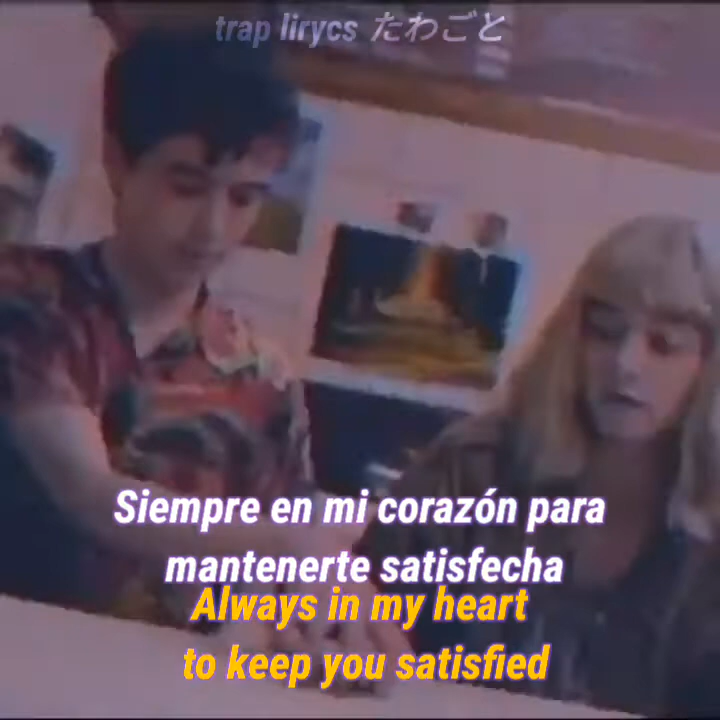 trap lirycs たわごと
Siempre en mi corazón para
mantenerte satisfecha
Always in my heart
to keep you satisfied